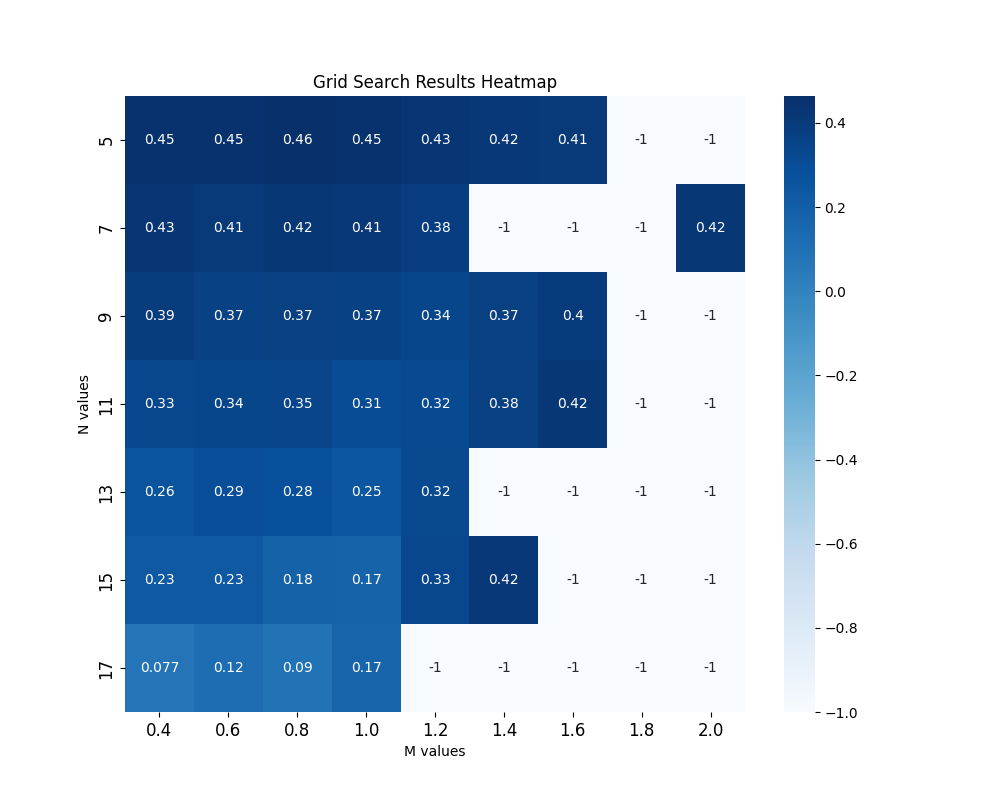 Grid Search Results Heatmap
5 0.45 0.45 0.46 0.45 0.43 0.42 0.41 -1 -1
7 0.43 0.41 0.42 0.41 0.38 -1 -1 -1 0.42
9 0.39 0.37 0.37 0.37 0.34 0.37 0.4 -1 -1
11 0.33 0.34 0.35 0.31 0.32 0.38 0.42 -1 -1
13 0.26 0.29 0.28 0.25 0.32 -1 -1 -1 -1
15 0.23 0.23 0.18 0.17 0.33 0.42 -1 -1 -1
17 0.077 0.12 0.09 0.17 -1 -1 -1 -1 -1
0.4 0.6 0.8 1.0 1.2 1.4 1.6 1.8 2.0
M values
N values
0.4
0.2
0.0
−0.2
−0.4
−0.6
−0.8
−1.0